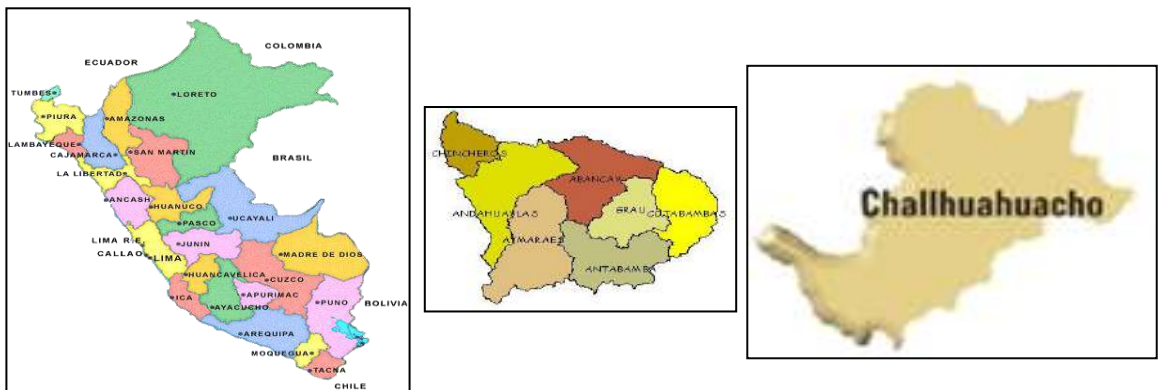 COLOMBIA
ECUADOR
TUMBES
LORETO
PIURA
AMAZONAS
LAMBAYEQUE
CAJAMARCA
SAN MARTIN
BRASIL
LA LIBERTAD
ANCASH
HUANUCO
UCAYALI
PASCO
LIMA R.E.
JUNIN
CALLAO
LIMA
MADRE DE DIOS
HUANCAVELICA
CUZCO
ICA
APURIMAC
PUNO
BOLIVIA
AYACUCHO
AREQUIPA
MOQUEGUA
TACNA
CHILE
CHINCHEROS
ABANCAY
ANDAHUAYLAS
GRAU
COTABAMBAS
AYMARAES
ANTABAMBA
Challhuahuacho